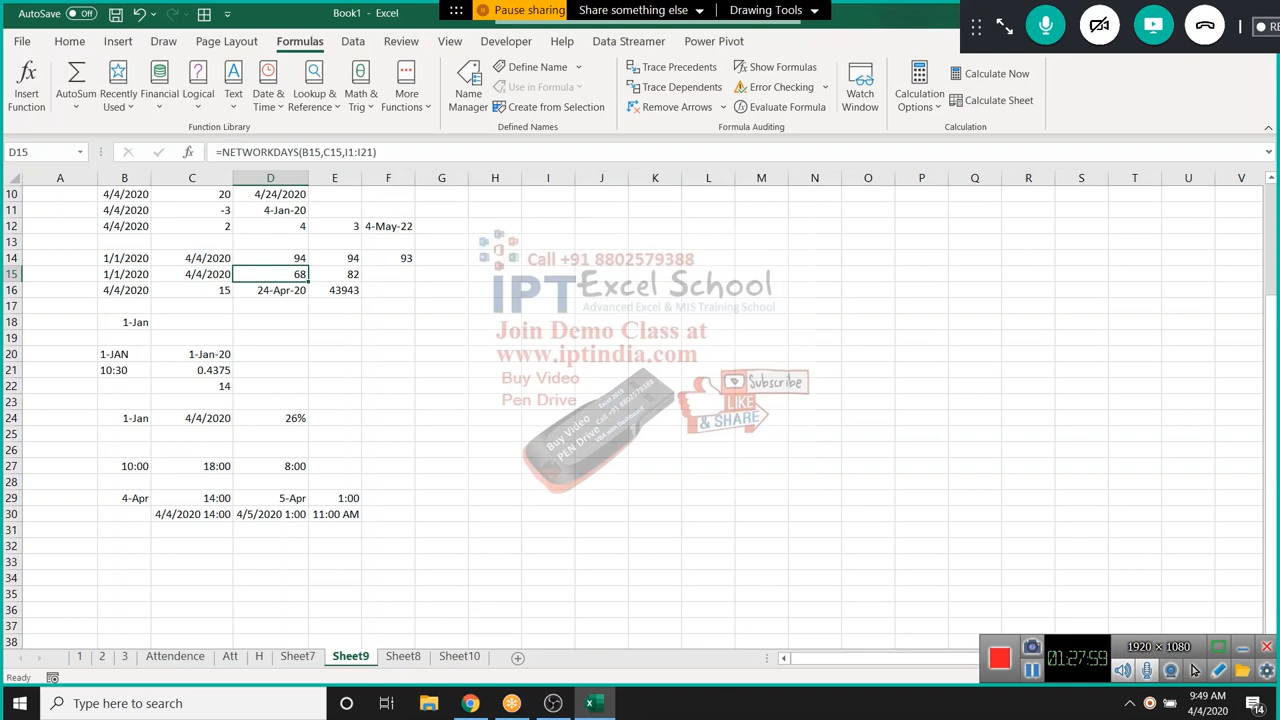 AutoSave Off
Book1 - Excel
Pause sharing
Share something else
Drawing Tools
RE
File Home Insert Draw Page Layout Formulas Data Review View Developer Help Data Streamer Power Pivot
Insert Function
AutoSum
Recently Used
Financial
Logical
Text
Date & Time
Lookup & Reference
Math & Trig
More Functions
Function Library
Name Manager
Define Name
Use in Formula
Create from Selection
Defined Names
Trace Precedents
Trace Dependents
Remove Arrows
Show Formulas
Error Checking
Evaluate Formula
Formula Auditing
Watch Window
Calculation Options
Calculate Now
Calculate Sheet
Calculation
D15 fx =NETWORKDAYS(B15,C15,I1:I21)
A B C D E F G H I J K L M N O P Q R S T U V
10 4/4/2020 20 4/24/2020
11 4/4/2020 -3 4-Jan-20
12 4/4/2020 2 4 3 4-May-22
13
14 1/1/2020 4/4/2020 94 94 93
15 1/1/2020 4/4/2020 68 82
16 4/4/2020 15 24-Apr-20 43943
17
18 1-Jan
19
20 1-JAN 1-Jan-20
21 10:30 0.4375
22 14
23
24 1-Jan 4/4/2020 26%
25
26
27 10:00 18:00 8:00
28
29 4-Apr 14:00 5-Apr 1:00
30 4/4/2020 14:00 4/5/2020 1:00 11:00 AM
31
32
33
34
35
36
37
38
Call +91 8802579388
IPT Excel School
Advanced Excel & MIS Training School
Join Demo Class at
www.iptindia.com
Buy Video
Pen Drive
Subscribe
LIKE
& SHARE
Buy Video
PEN Drive
Call +91 8802579388
1 2 3 Attendence Att H Sheet7 Sheet9 Sheet8 Sheet10
Ready
1920 × 1080
01:27:59
Type here to search
9:49 AM
4/4/2020
14